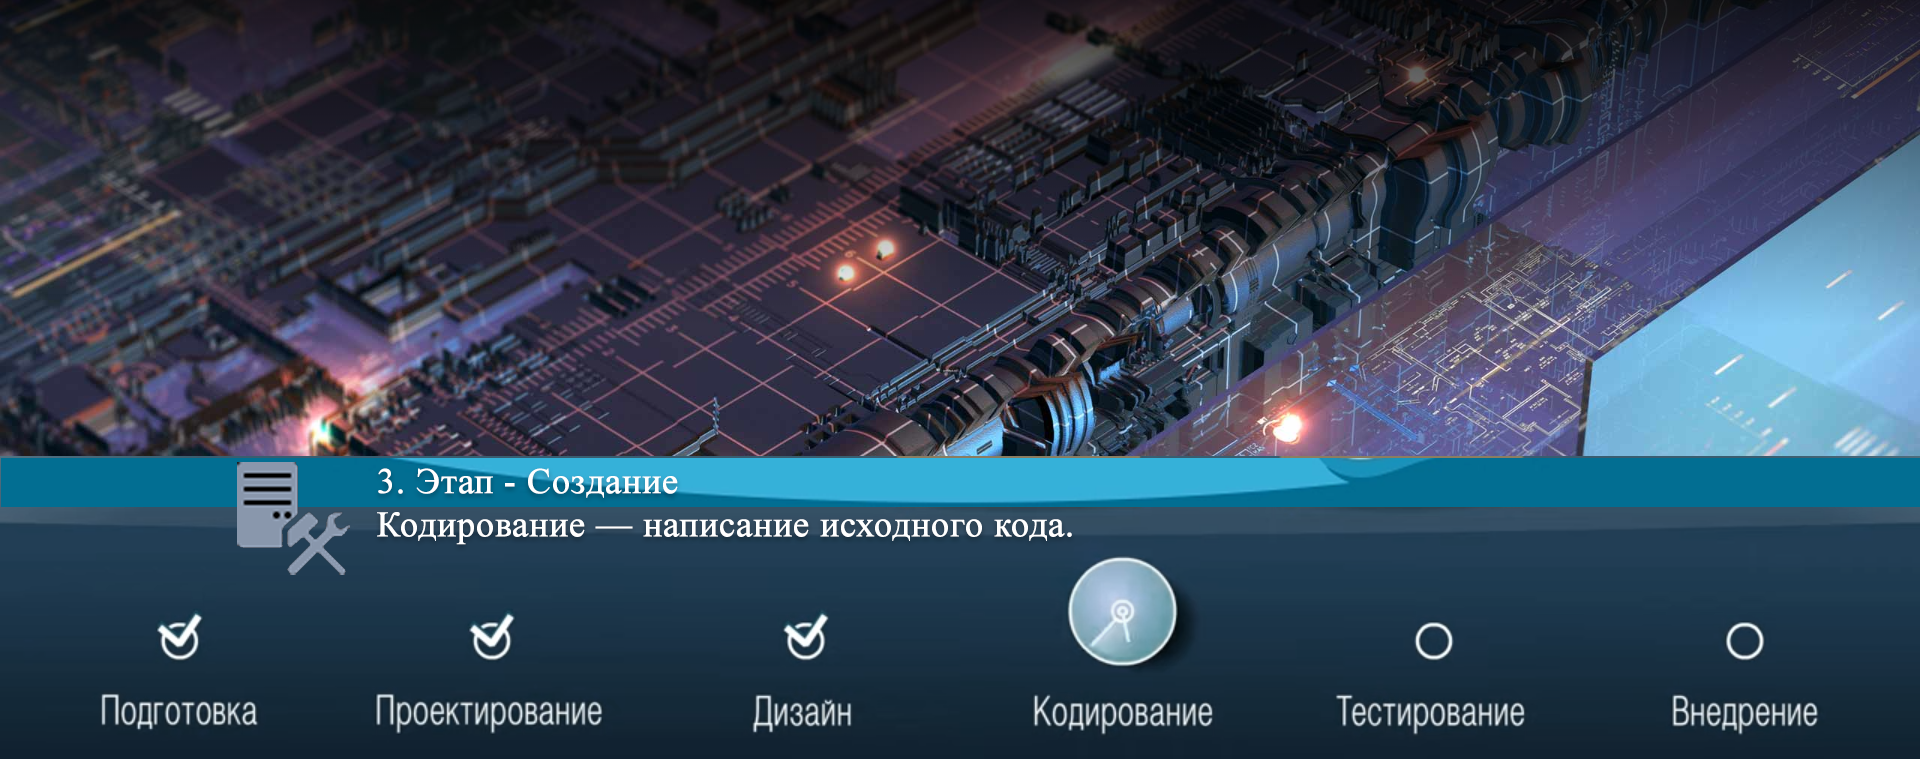 3. Этап - Создание
Кодирование — написание исходного кода.
Подготовка
Проектирование
Дизайн
Кодирование
Тестирование
Внедрение